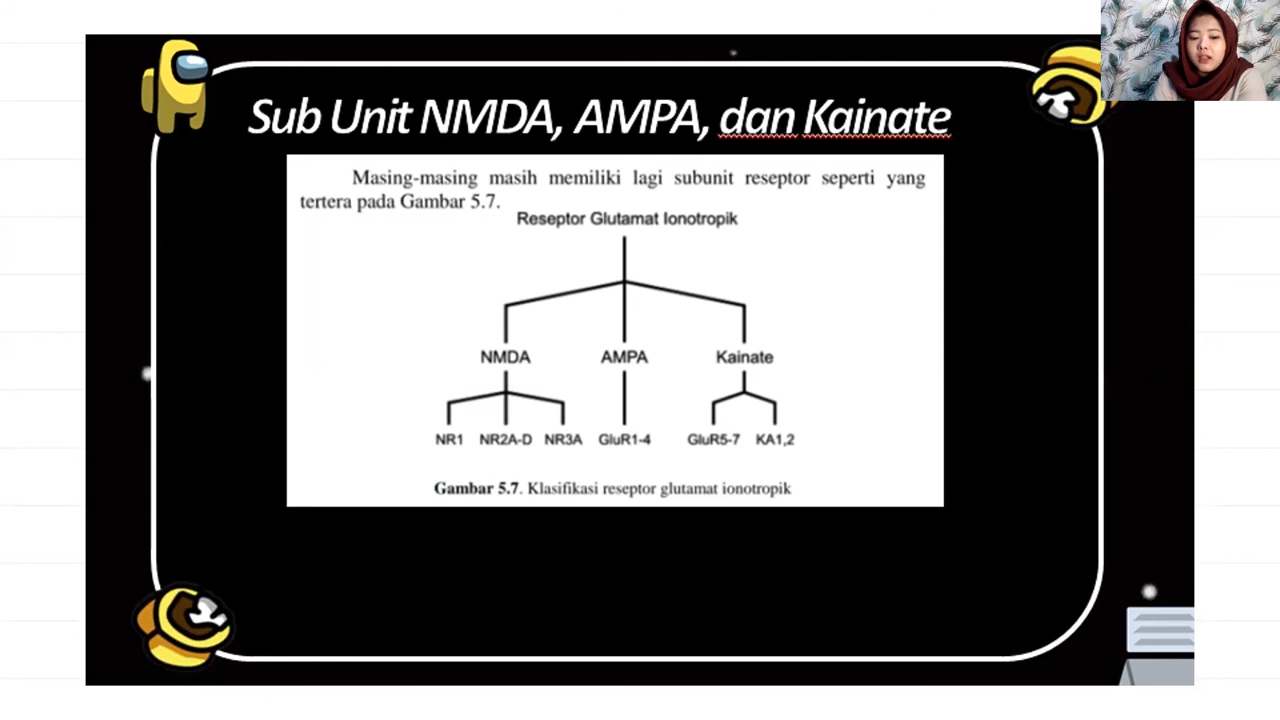 Sub Unit NMDA, AMPA, dan Kainate
Masing-masing masih memiliki lagi subunit reseptor seperti yang
tertera pada Gambar 5.7.
Reseptor Glutamat Ionotropik
NMDA AMPA Kainate
NR1 NR2A-D NR3A GluR1-4 GluR5-7 KA1,2
Gambar 5.7. Klasifikasi reseptor glutamat ionotropik